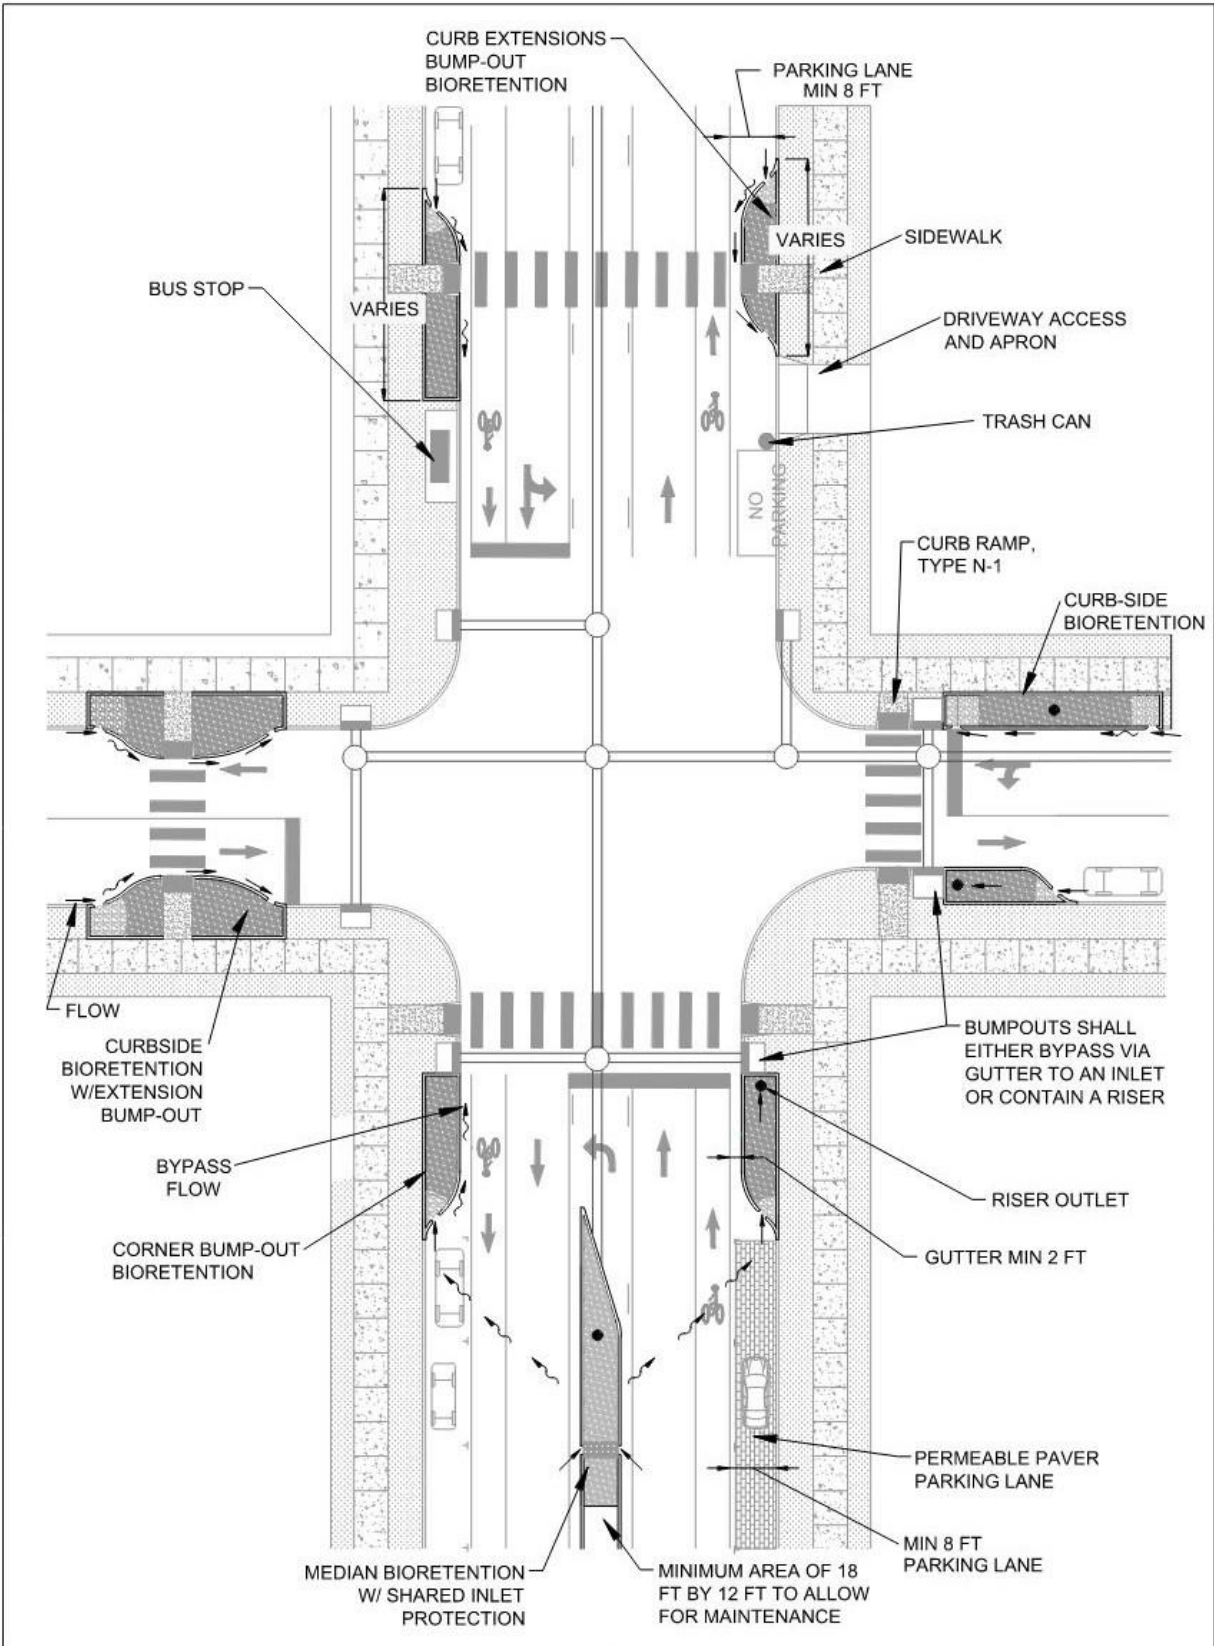 CURB EXTENSIONS
BUMP-OUT
BIORETENTION
PARKING LANE
MIN 8 FT
VARIES
SIDEWALK
BUS STOP
VARIES
DRIVEWAY ACCESS
AND APRON
TRASH CAN
NO
PARKING
CURB RAMP,
TYPE N-1
CURB-SIDE
BIORETENTION
FLOW
CURBSIDE
BIORETENTION
W/EXTENSION
BUMP-OUT
BUMPOUTS SHALL
EITHER BYPASS VIA
GUTTER TO AN INLET
OR CONTAIN A RISER
BYPASS
FLOW
RISER OUTLET
CORNER BUMP-OUT
BIORETENTION
GUTTER MIN 2 FT
PERMEABLE PAVER
PARKING LANE
MIN 8 FT
PARKING LANE
MEDIAN BIORETENTION
W/ SHARED INLET
PROTECTION
MINIMUM AREA OF 18
FT BY 12 FT TO ALLOW
FOR MAINTENANCE